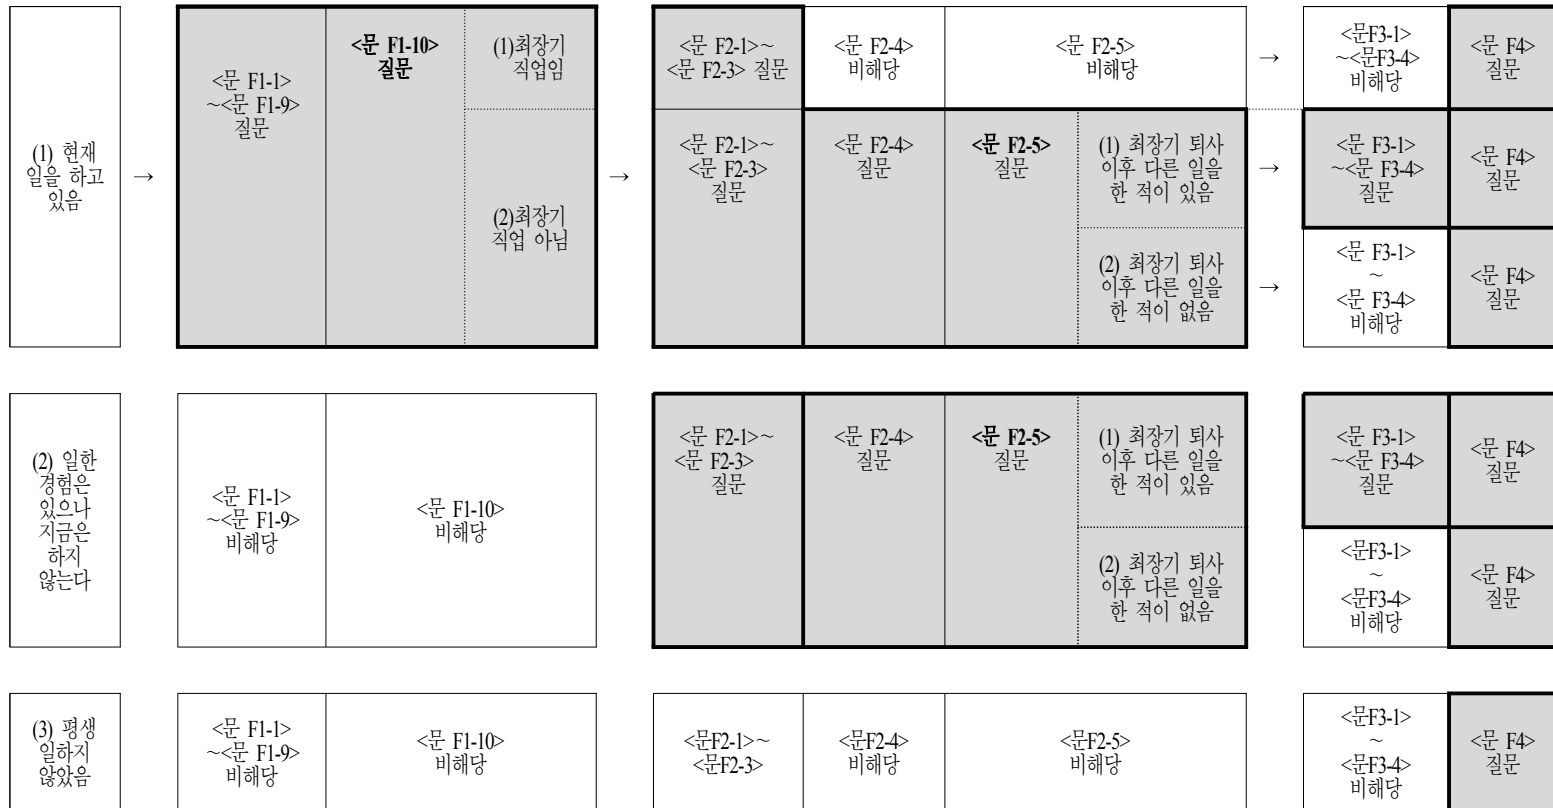 (1) 현재
일을 하고
있음
→
<문 F1-1>
~<문 F1-9>
질문
<문 F1-10>
질문
(1)최장기
직업임
(2)최장기
직업 아님
→
<문 F2-1>~
<문 F2-3> 질문
<문 F2-4>
비해당
<문 F2-5>
비해당
→
<문F3-1>
~<문F3-4>
비해당
<문 F4>
질문
<문 F2-1>~
<문 F2-3>
질문
<문 F2-4>
질문
<문 F2-5>
질문
(1) 최장기 퇴사
이후 다른 일을
한 적이 있음
→
<문 F3-1>
~<문 F3-4>
질문
<문 F4>
질문
(2) 최장기 퇴사
이후 다른 일을
한 적이 없음
→
<문 F3-1>
~
<문 F3-4>
비해당
<문 F4>
질문
(2) 일한
경험은
있으나
지금은
하지
않는다
<문 F1-1>
~<문 F1-9>
비해당
<문 F1-10>
비해당
<문 F2-1>~
<문 F2-3>
질문
<문 F2-4>
질문
<문 F2-5>
질문
(1) 최장기 퇴사
이후 다른 일을
한 적이 있음
<문 F3-1>
~<문 F3-4>
질문
<문 F4>
질문
(2) 최장기 퇴사
이후 다른 일을
한 적이 없음
<문F3-1>
~
<문F3-4>
비해당
<문 F4>
질문
(3) 평생
일하지
않았음
<문 F1-1>
~<문 F1-9>
비해당
<문 F1-10>
비해당
<문F2-1>~
<문F2-3>
<문F2-4>
비해당
<문F2-5>
비해당
<문F3-1>
~
<문F3-4>
비해당
<문 F4>
질문